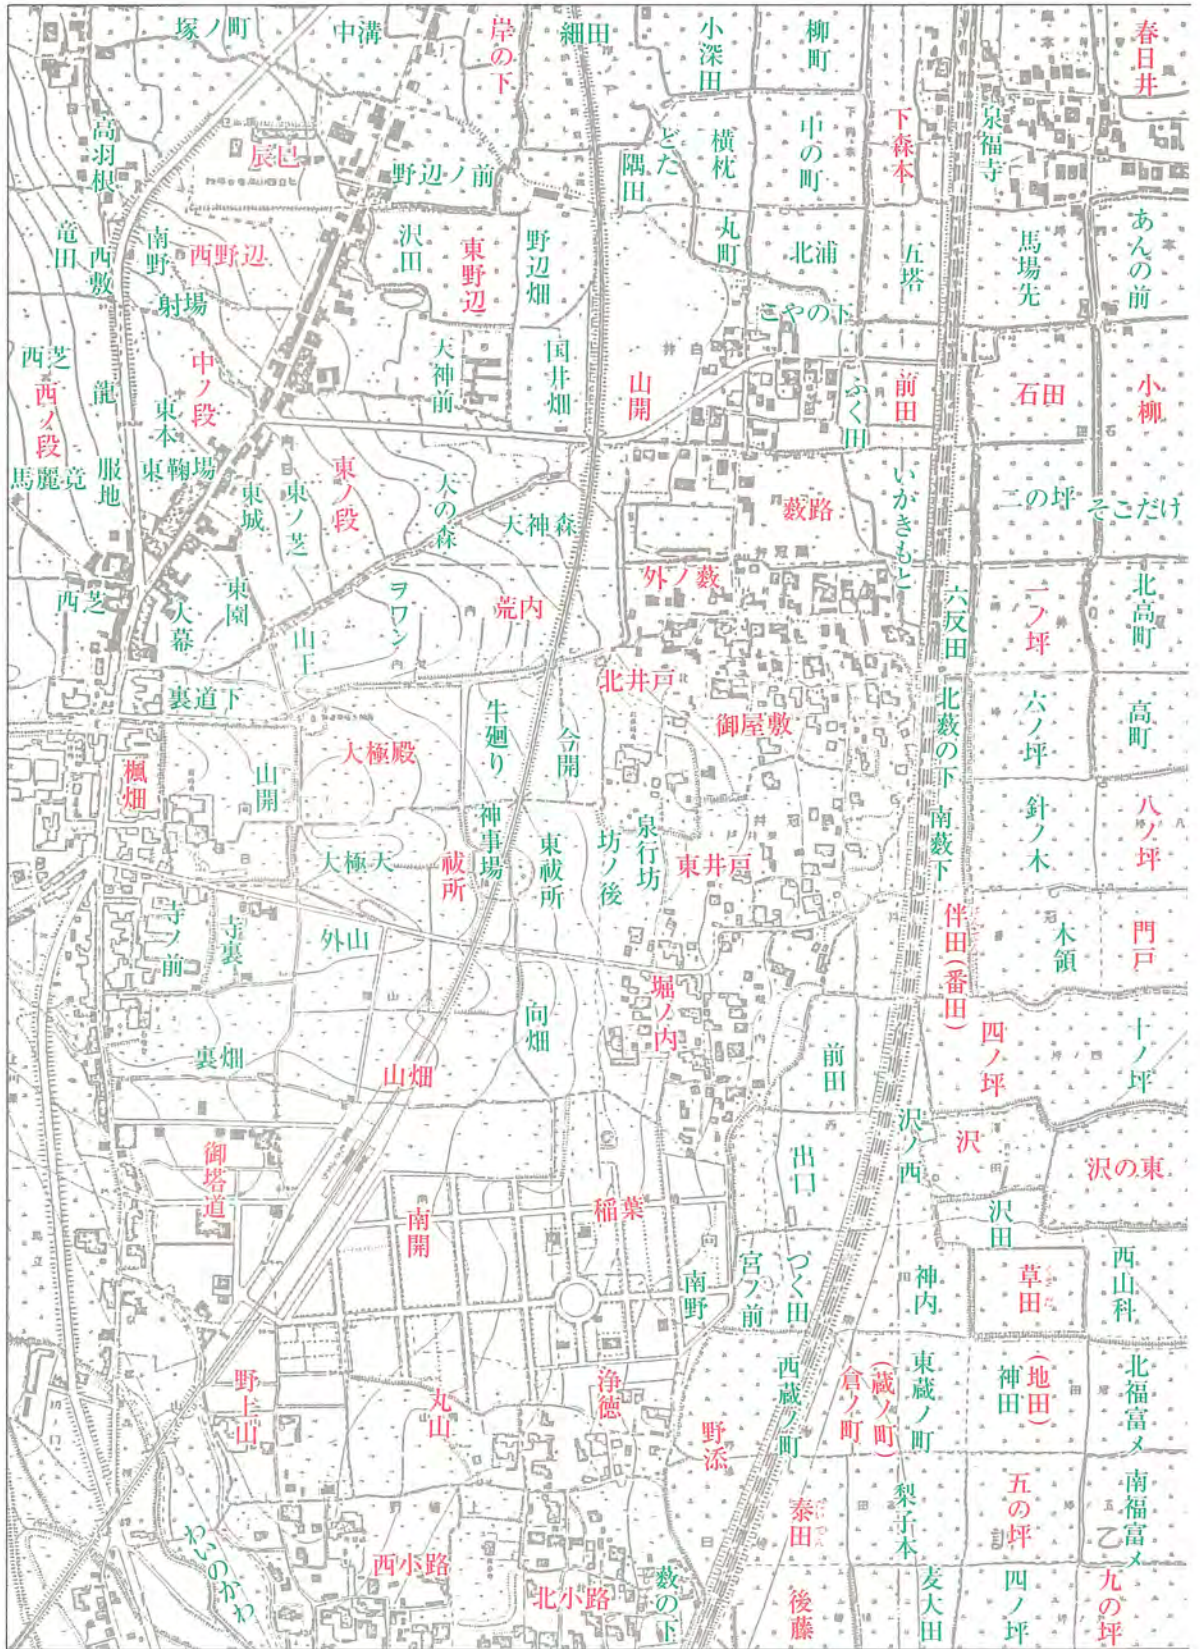 塚ノ町
中溝
岸の下
細田
小深田
柳町
春日井
高羽根
辰巳
野辺ノ前
どた
隅田
横枕
中の町
下森本
泉福寺
竜田
西敷
南野
西野辺
射場
沢田
東野辺
野辺畑
丸町
北浦
五塔
馬場先
あんの前
こやの下
西芝
西ノ段
龍
中ノ段
東本
天神前
国井畑
山開
ふく田
前田
石田
小柳
馬麗竞
服地
東鞠場
東城
東ノ芝
東ノ段
大の森
天神森
藪路
いがきもと
二の坪
そこだけ
西芝
大幕
東園
山王
ヲワン
荒内
外ノ藪
六反田
一ノ坪
北高町
裏道下
大極殿
牛廻り
今開
北井戸
御屋敷
北藪の下
六ノ坪
高町
楓畑
山開
大極大
祓所
神事場
東祓所
坊ノ後
泉行坊
東井戸
南藪下
針ノ木
八ノ坪
寺ノ前
寺裏
外山
伴田(番田)
木領
門戸
裏畑
山畑
向畑
堀ノ内
前田
四ノ坪
十ノ坪
御塔道
南開
稲葉
出口
沢ノ西
沢
沢の東
沢田
南野
宮ノ前
つく田
神内
草田
西山科
野上山
丸山
浄徳
野添
西蔵ノ町
倉ノ町
(蔵ノ町)
東蔵ノ町
神田
(地田)
北福富メ
わいのかわ
西小路
北小路
藪の下
泰田
後藤
梨子本
麦大田
五の坪
四ノ坪
南福富メ
九の坪